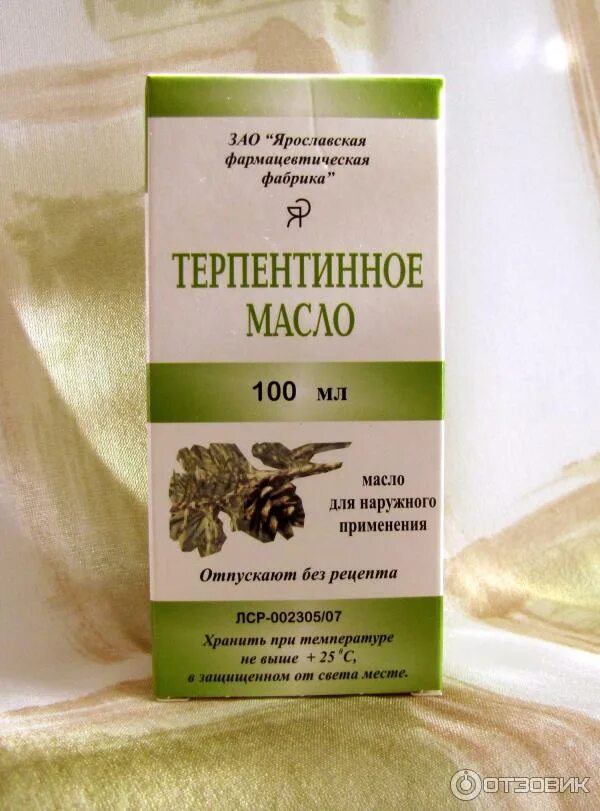 ЗАО “Ярославская
фармацевтическая
фабрика”
ТЕРПЕНТИННОЕ
МАСЛО
100 мл
масло
для наружного
применения
Отпускают без рецепта
ЛСР-002305/07
Хранить при температуре
не выше + 25 °С,
в защищенном от света месте.
ОТЗОВИК